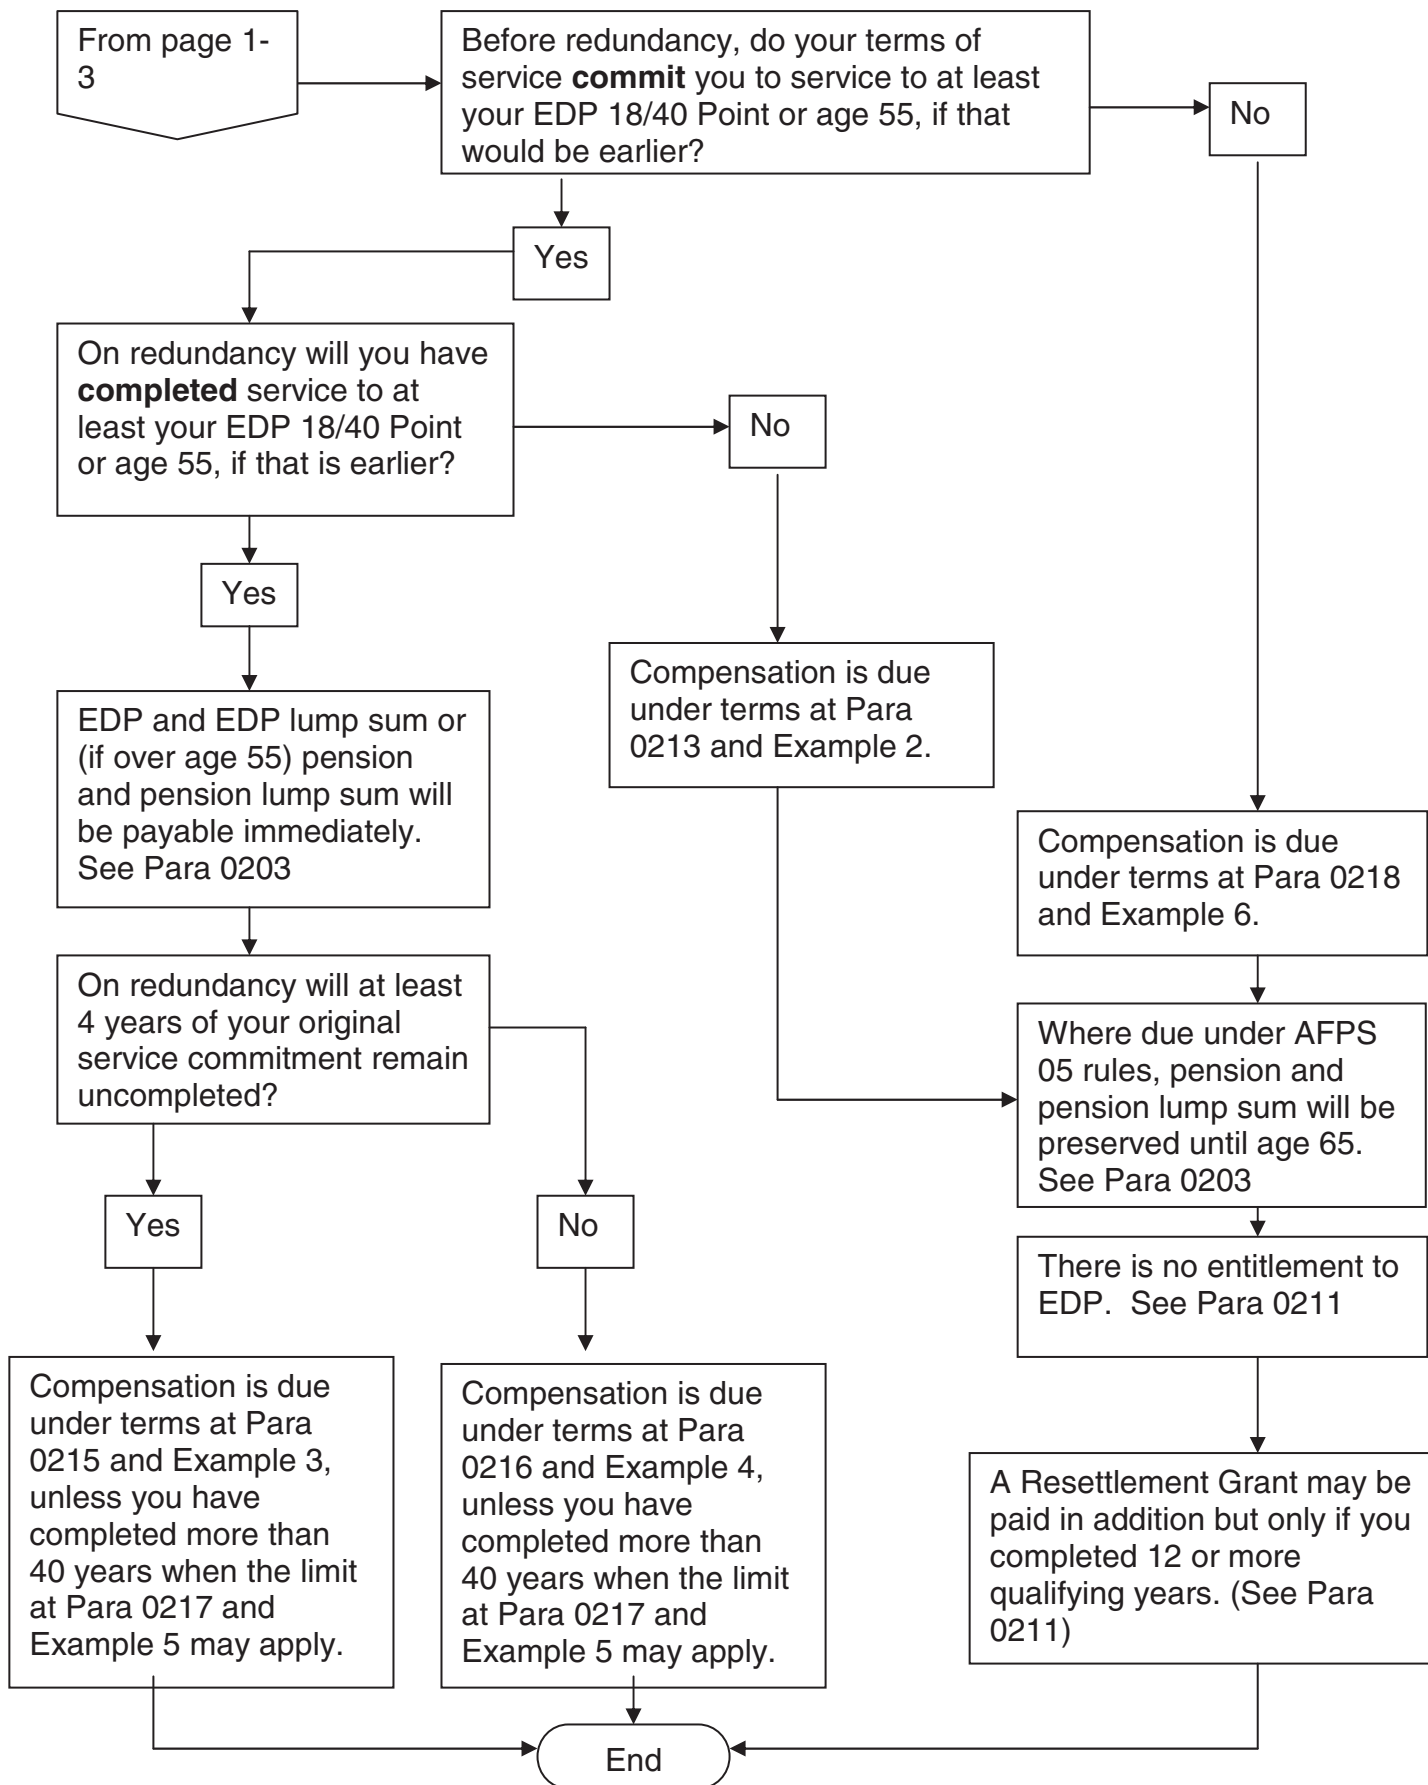 From page 1-
3
Before redundancy, do your terms of
service commit you to service to at least
your EDP 18/40 Point or age 55, if that
would be earlier?
No
Yes
On redundancy will you have
completed service to at
least your EDP 18/40 Point
or age 55, if that is earlier?
No
Yes
Compensation is due
under terms at Para
0213 and Example 2.
EDP and EDP lump sum or
(if over age 55) pension
and pension lump sum will
be payable immediately.
See Para 0203
Compensation is due
under terms at Para 0218
and Example 6.
On redundancy will at least
4 years of your original
service commitment remain
uncompleted?
Where due under AFPS
05 rules, pension and
pension lump sum will be
preserved until age 65.
See Para 0203
Yes
No
There is no entitlement to
EDP.  See Para 0211
Compensation is due
under terms at Para
0215 and Example 3,
unless you have
completed more than
40 years when the limit
at Para 0217 and
Example 5 may apply.
Compensation is due
under terms at Para
0216 and Example 4,
unless you have
completed more than
40 years when the limit
at Para 0217 and
Example 5 may apply.
A Resettlement Grant may be
paid in addition but only if you
completed 12 or more
qualifying years. (See Para
0211)
End